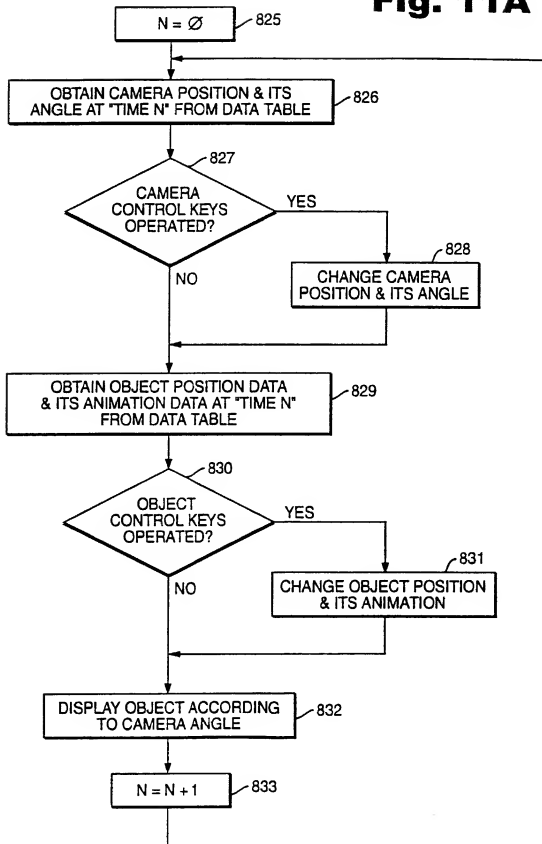 Fig. 11A
N = Ø
825
OBTAIN CAMERA POSITION & ITS
ANGLE AT "TIME N" FROM DATA TABLE
826
827
CAMERA
CONTROL KEYS
OPERATED?
YES
NO
828
CHANGE CAMERA
POSITION & ITS ANGLE
OBTAIN OBJECT POSITION DATA
& ITS ANIMATION DATA AT "TIME N"
FROM DATA TABLE
829
830
OBJECT
CONTROL KEYS
OPERATED?
YES
NO
831
CHANGE OBJECT POSITION
& ITS ANIMATION
DISPLAY OBJECT ACCORDING
TO CAMERA ANGLE
832
N = N + 1
833